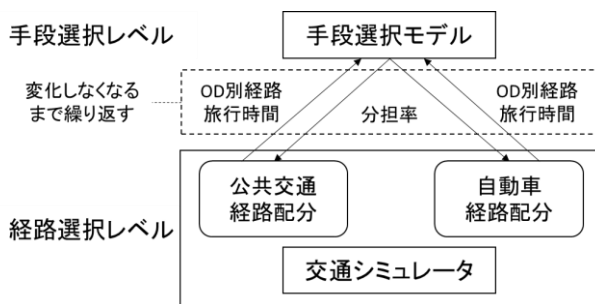 手段選択レベル
手段選択モデル
変化しなくなる
まで繰り返す
OD別経路
旅行時間
分担率
OD別経路
旅行時間
経路選択レベル
公共交通
経路配分
自動車
経路配分
交通シミュレータ